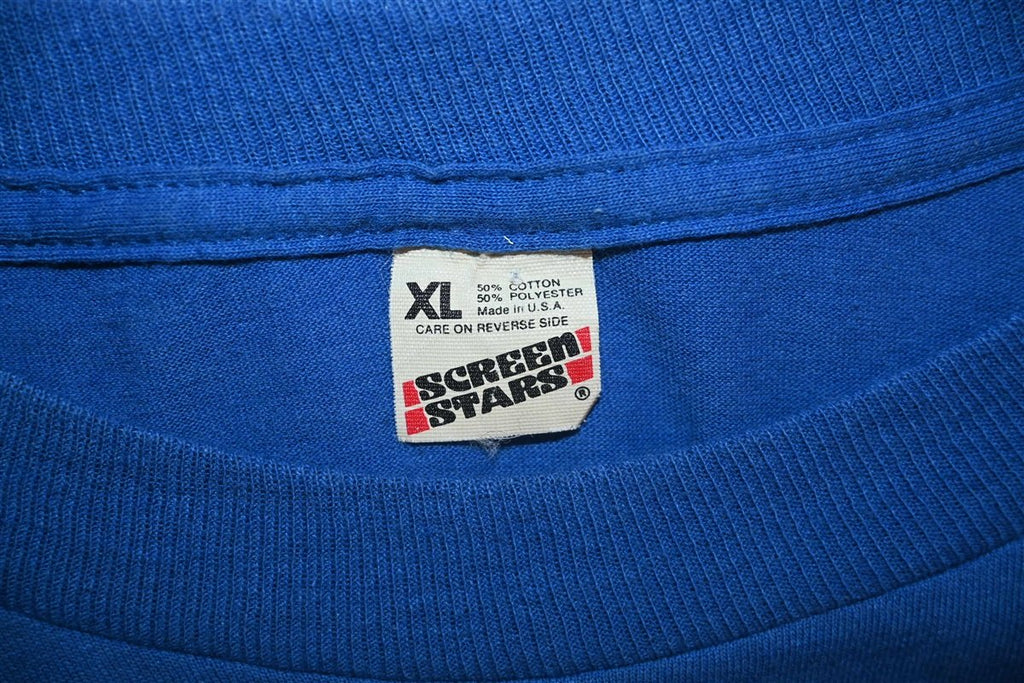 XL
50% COTTON
50% POLYESTER
Made in U.S.A.
CARE ON REVERSE SIDE
SCREEN
STARS ®